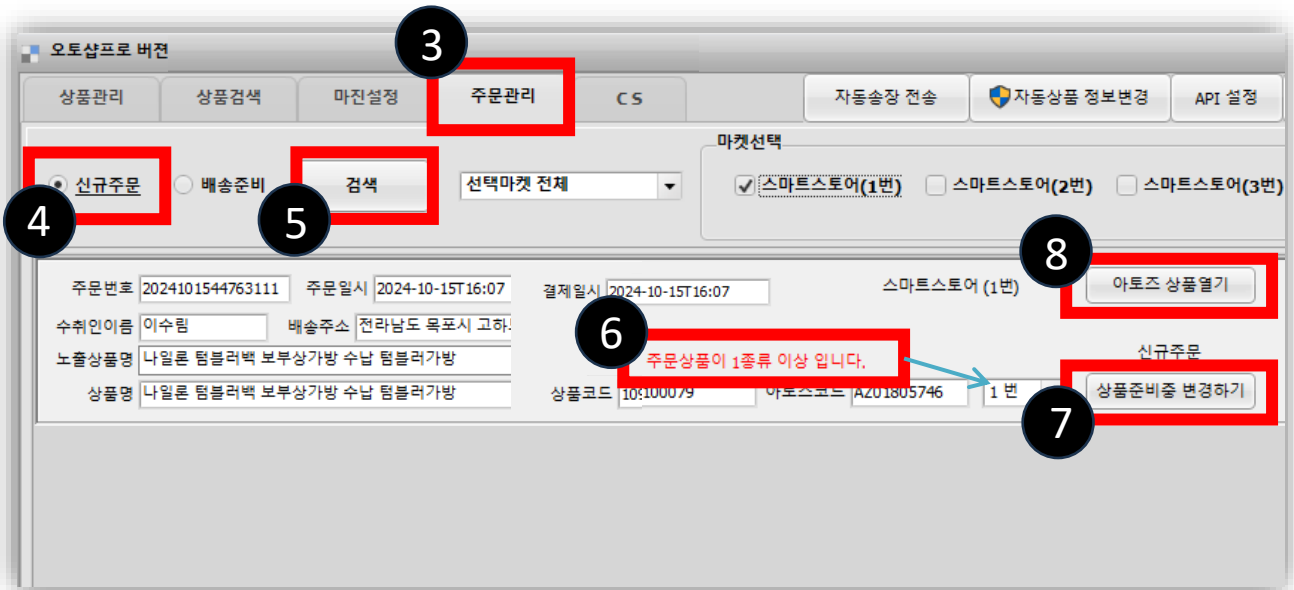 3
오토샵프로 버젼
상품관리 상품검색 마진설정 주문관리 CS 자동송장 전송 자동상품 정보변경 API 설정
마켓선택
신규주문 배송준비 검색 선택마켓 전체 스마트스토어(1번) 스마트스토어(2번) 스마트스토어(3번)
4 5
8
주문번호 2024101544763111 주문일시 2024-10-15T16:07 결제일시 2024-10-15T16:07 스마트스토어 (1번) 아토즈 상품열기
수취인이름 이수림 배송주소 전라남도 목포시 고하
6
노출상품명 나일론 텀블러백 보부상가방 수납 텀블러가방 주문상품이 1종류 이상 입니다. 신규주문
상품명 나일론 텀블러백 보부상가방 수납 텀블러가방 상품코드 100079 아토즈코드 AZ01805746 1 번 상품준비중 변경하기
7